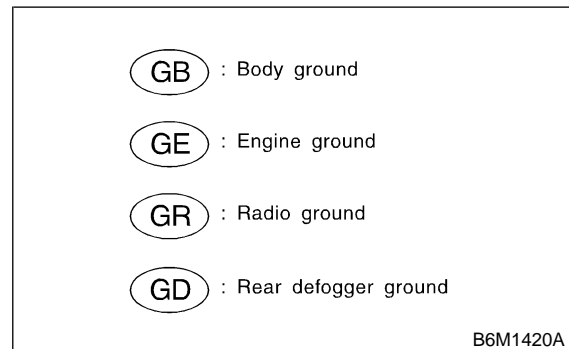 GB : Body ground
GE : Engine ground
GR : Radio ground
GD : Rear defogger ground
B6M1420A